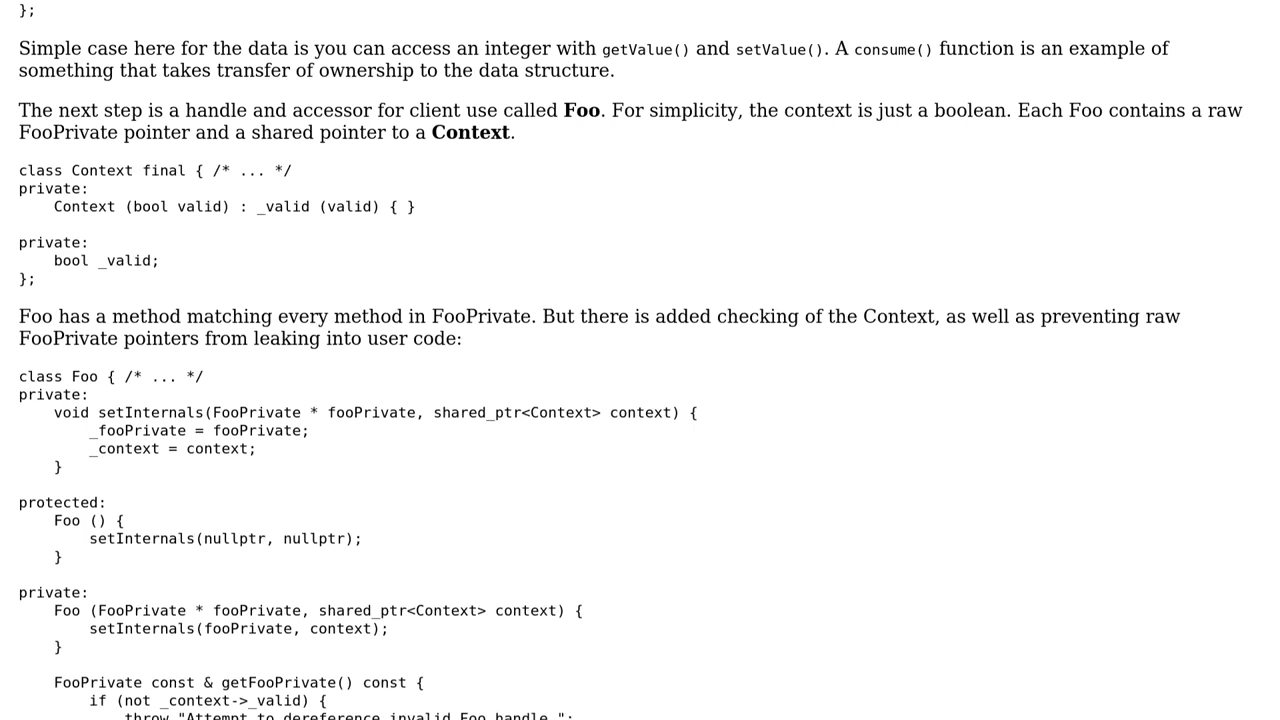 };
Simple case here for the data is you can access an integer with getValue() and setValue(). A consume() function is an example of
something that takes transfer of ownership to the data structure.
The next step is a handle and accessor for client use called Foo. For simplicity, the context is just a boolean. Each Foo contains a raw
FooPrivate pointer and a shared pointer to a Context.
class Context final { /* ... */
private:
    Context (bool valid) : _valid (valid) { }
private:
    bool _valid;
};
Foo has a method matching every method in FooPrivate. But there is added checking of the Context, as well as preventing raw
FooPrivate pointers from leaking into user code:
class Foo { /* ... */
private:
    void setInternals(FooPrivate * fooPrivate, shared_ptr<Context> context) {
        _fooPrivate = fooPrivate;
        _context = context;
    }
protected:
    Foo () {
        setInternals(nullptr, nullptr);
    }
private:
    Foo (FooPrivate * fooPrivate, shared_ptr<Context> context) {
        setInternals(fooPrivate, context);
    }
    FooPrivate const & getFooPrivate() const {
        if (not _context->_valid) {
            throw "Attempt to dereference invalid Foo handle.";